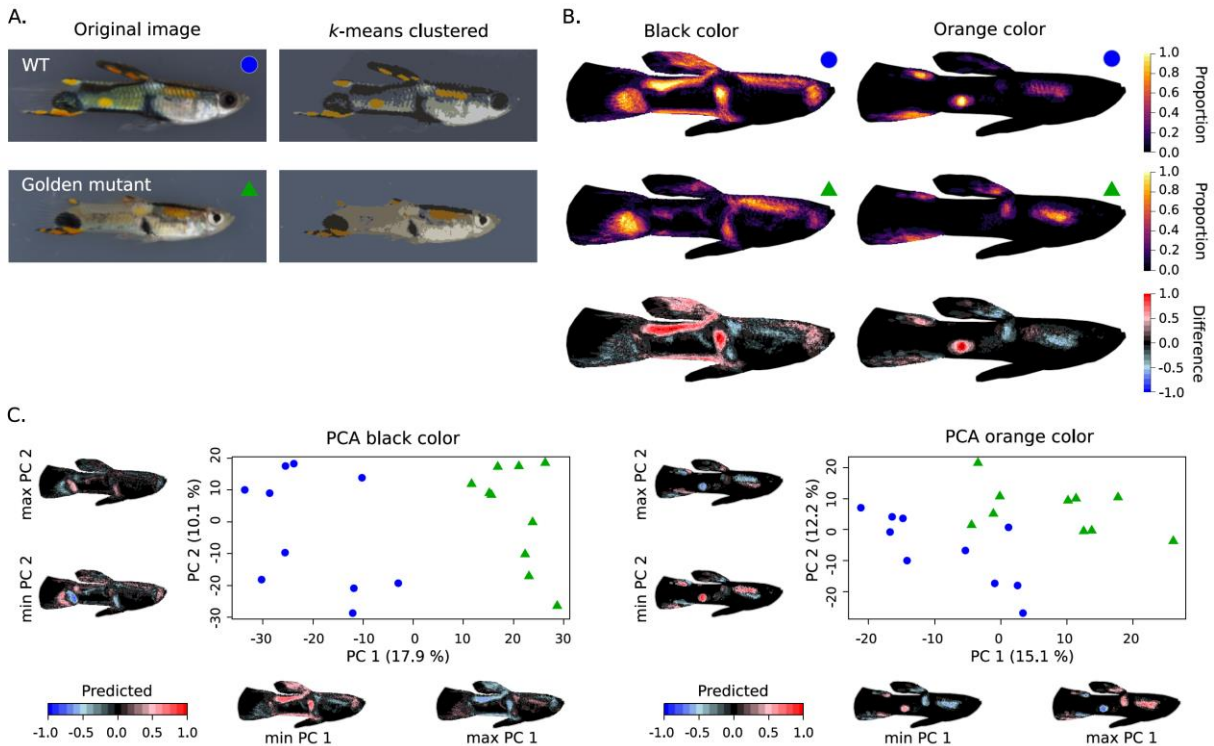 A.
Original image
k-means clustered
WT
Golden mutant
B.
Black color
Orange color
1.0
0.8
0.6
0.4
0.2
0.0
Proportion
1.0
0.8
0.6
0.4
0.2
0.0
Proportion
1.0
0.5
0.0
-0.5
-1.0
Difference
C.
PCA black color
max PC 2
min PC 2
PC 2 (10.1 %)
20
10
0
-10
-20
-30
-30
-20
-10
0
10
20
30
PC 1 (17.9 %)
Predicted
-1.0
-0.5
0.0
0.5
1.0
min PC 1
max PC 1
PCA orange color
max PC 2
min PC 2
PC 2 (12.2 %)
20
10
0
-10
-20
-20
-10
0
10
20
PC 1 (15.1 %)
Predicted
-1.0
-0.5
0.0
0.5
1.0
min PC 1
max PC 1